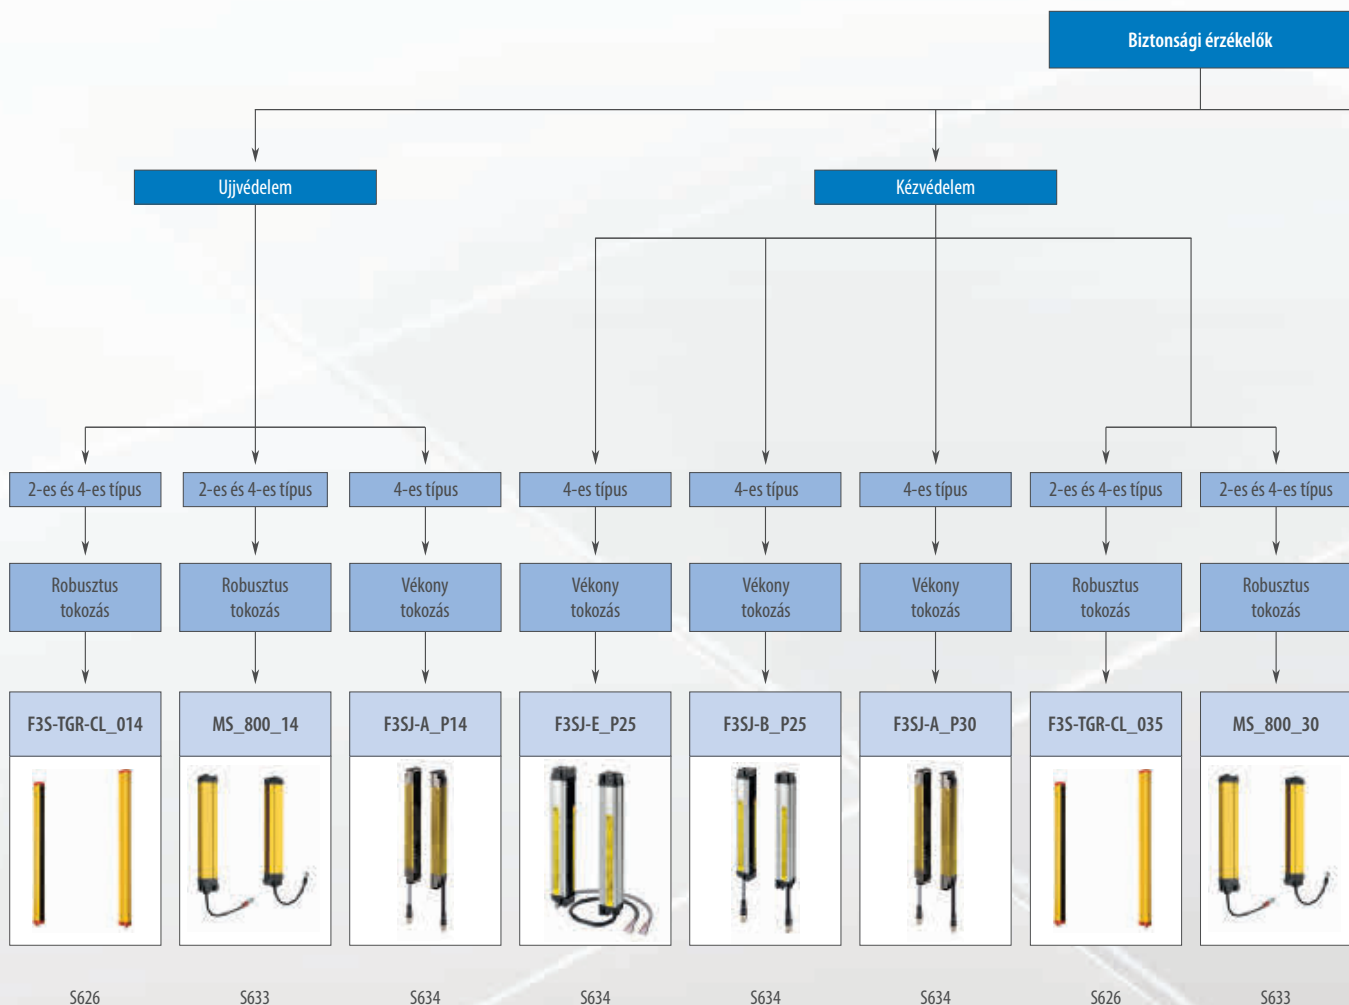 Biztonsági érzékelők
Ujjvédelem
Kézvédelem
2-es és 4-es típus
2-es és 4-es típus
4-es típus
4-es típus
4-es típus
4-es típus
2-es és 4-es típus
2-es és 4-es típus
Robusztus
tokozás
Robusztus
tokozás
Vékony
tokozás
Vékony
tokozás
Vékony
tokozás
Vékony
tokozás
Robusztus
tokozás
Robusztus
tokozás
F3S-TGR-CL_014
MS_800_14
F3SJ-A_P14
F3SJ-E_P25
F3SJ-B_P25
F3SJ-A_P30
F3S-TGR-CL_035
MS_800_30
S626
S633
S634
S634
S634
S634
S626
S633